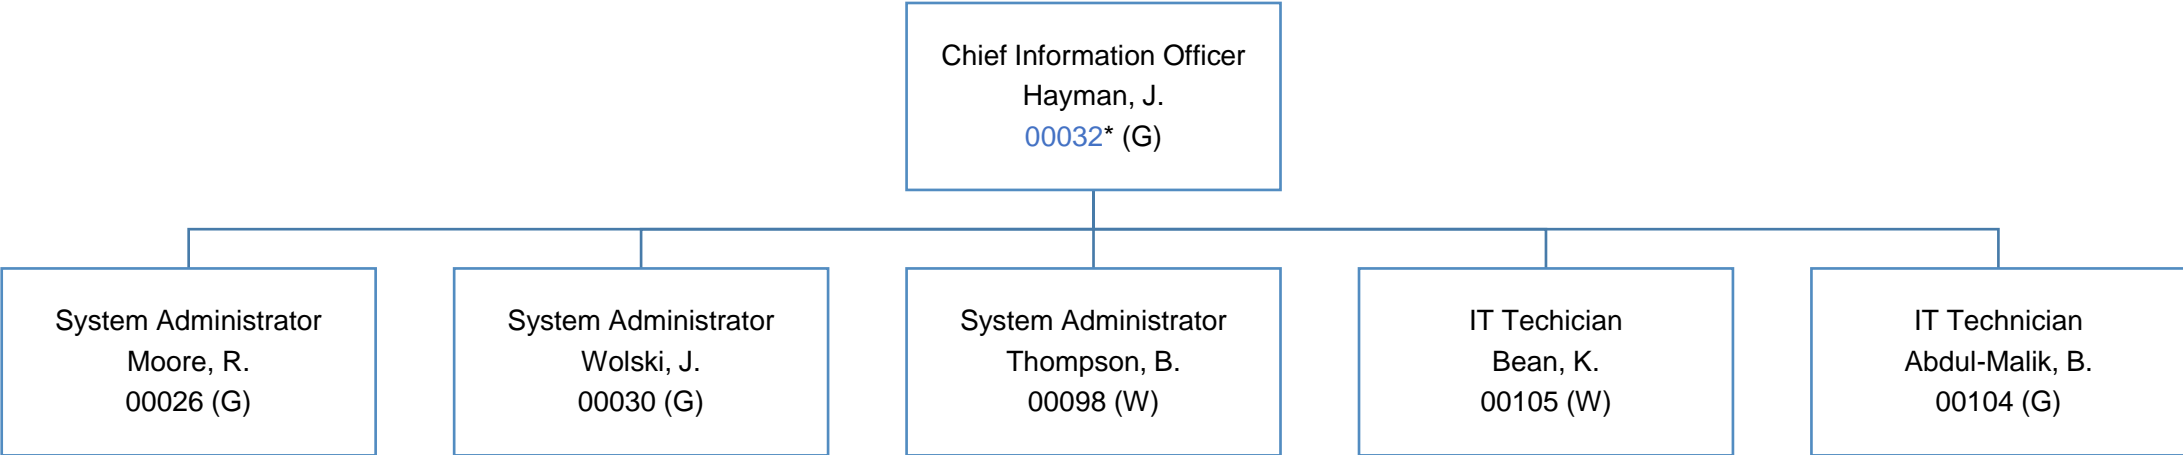 Chief Information Officer
Hayman, J.
00032* (G)
System Administrator
Moore, R.
00026 (G)
System Administrator
Wolski, J.
00030 (G)
System Administrator
Thompson, B.
00098 (W)
IT Techician
Bean, K.
00105 (W)
IT Technician
Abdul-Malik, B.
00104 (G)